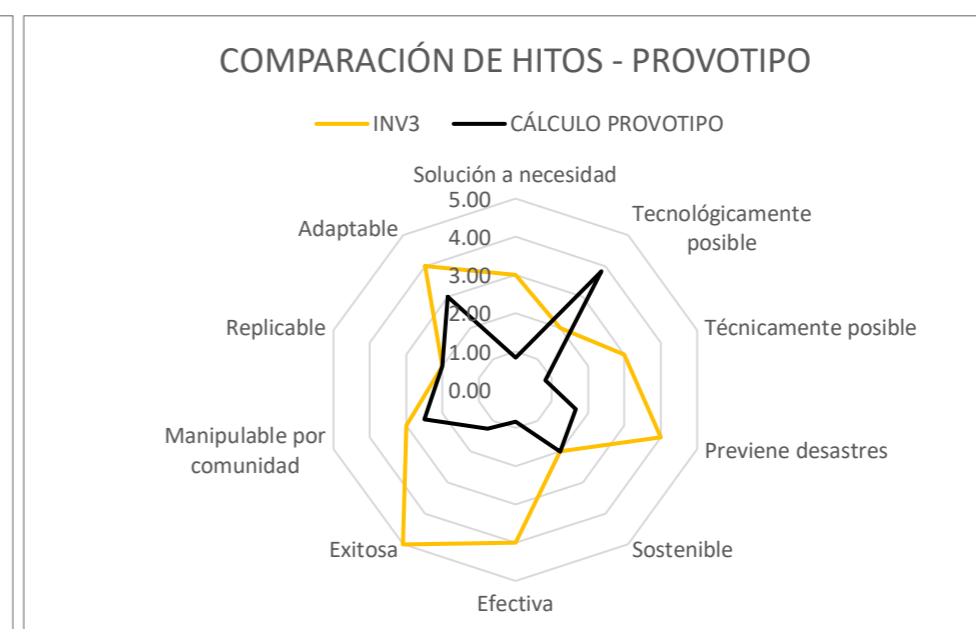 COMPARACIÓN DE HITOS - PROVOTIPO
INV3
CÁLCULO PROVOTIPO
Solución a necesidad
5.00
Tecnológicamente
posible
Adaptable
4.00
3.00
Replicable
Técnicamente posible
2.00
1.00
0.00
Manipulable por
comunidad
Previene desastres
Exitosa
Sostenible
Efectiva